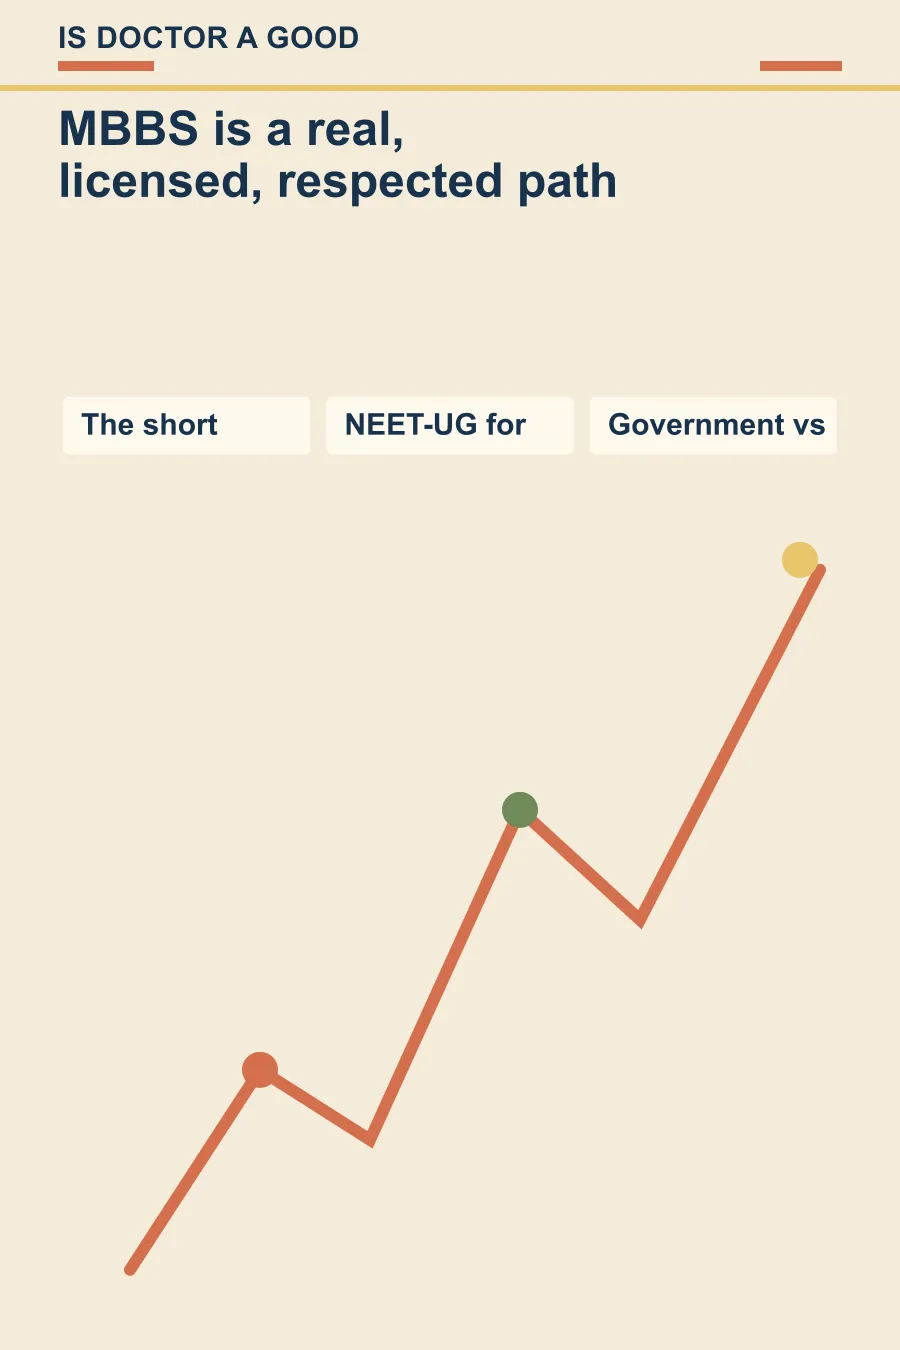 IS DOCTOR A GOOD
MBBS is a real,
licensed, respected path
The short
NEET-UG for
Government vs